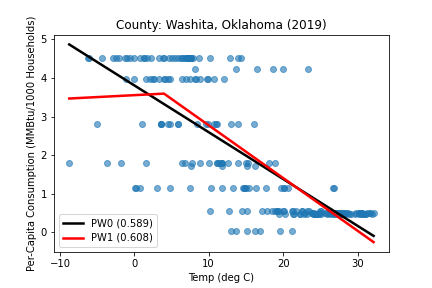 County: Washita, Oklahoma (2019)
Per-Capita Consumption (MMBtu/1000 Households)
5
4
3
2
1
0
PW0 (0.589)
PW1 (0.608)
−10 0 10 20 30
Temp (deg C)